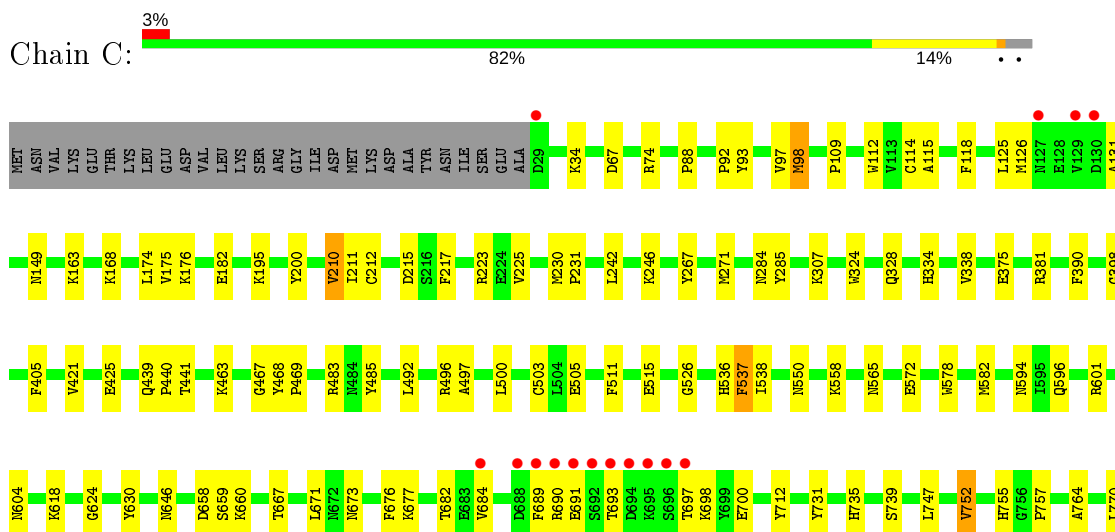 3%
Chain C:
82% 14% • •
MET ASN VAL LYS GLU THR LYS LEU GLU ASP VAL LEU LYS SER ARG GLY ILE ASP MET LYS ASP ALA TYR ASN ILE SER GLU ALA D29 K34 D67 R74 P88 P92 Y93 V97 M98 P109 W112 V113 C114 A115 F118 L125 M126 N127 E128 V129 D130 A131
N149 K163 K168 L174 V175 K176 E182 K195 Y200 V210 I211 C212 D215 S216 F217 R223 E224 V225 M230 P231 L242 K246 Y267 M271 N284 Y285 K307 W324 Q328 H334 V338 E375 R381 F390
F405 V421 E425 Q439 P440 T441 K463 G467 Y468 P469 R483 N484 Y485 L492 R496 A497 L500 C503 L504 E505 F511 E515 G526 H536 F537 I538 N550 K558 N565 E572 W578 M582 N594 I595 Q596 R601
N604 K618 G624 Y630 N646 D658 S659 K660 T667 L671 N672 N673 F676 K677 T682 E683 V684 D688 F689 R690 E691 S692 T693 D694 K695 S696 T697 K698 Y699 E700 Y712 Y731 H735 S739 L747 V752 H755 G756 P757 A764